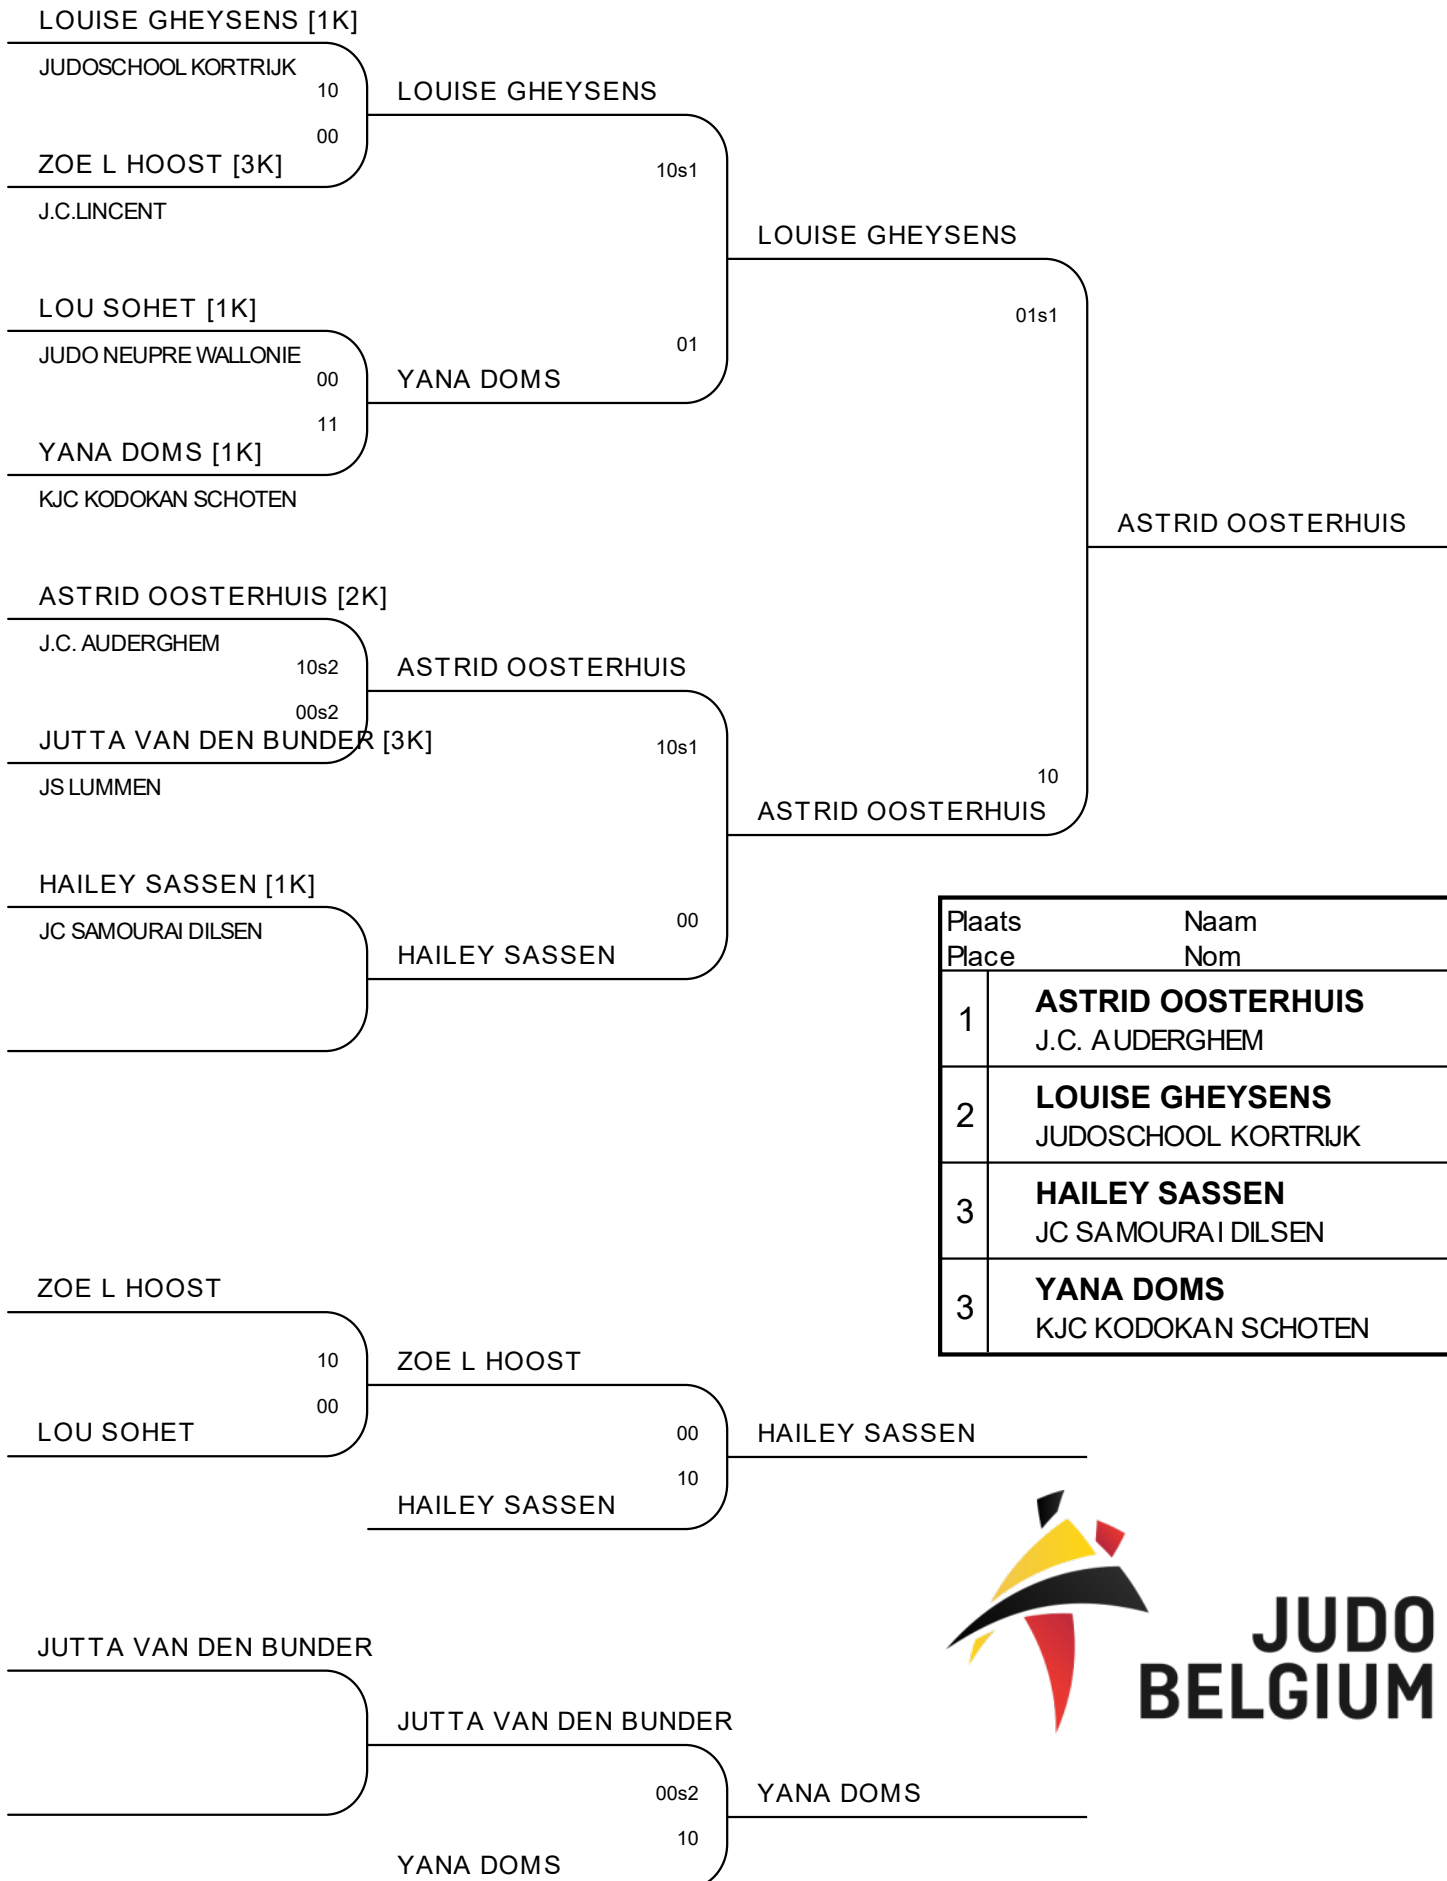 LOUISE GHEYSENS [1K]
JUDOSCHOOL KORTRIJK
10
LOUISE GHEYSENS
00
ZOE L HOOST [3K]
10s1
J.C.LINCENT
LOUISE GHEYSENS
LOU SOHET [1K]
01s1
JUDO NEUPRE WALLONIE
01
00
YANA DOMS
11
YANA DOMS [1K]
KJC KODOKAN SCHOTEN
ASTRID OOSTERHUIS
ASTRID OOSTERHUIS [2K]
J.C. AUDERGHEM
10s2
ASTRID OOSTERHUIS
00s2
JUTTA VAN DEN BUNDER [3K]
10s1
JS LUMMEN
10
ASTRID OOSTERHUIS
HAILEY SASSEN [1K]
JC SAMOURAI DILSEN
00
HAILEY SASSEN
Plaats Naam
Place Nom
1 ASTRID OOSTERHUIS
J.C. AUDERGHEM
2 LOUISE GHEYSENS
JUDOSCHOOL KORTRIJK
3 HAILEY SASSEN
JC SAMOURAI DILSEN
3 YANA DOMS
KJC KODOKAN SCHOTEN
ZOE L HOOST
10
ZOE L HOOST
00
LOU SOHET
00
HAILEY SASSEN
10
HAILEY SASSEN
JUDO
BELGIUM
JUTTA VAN DEN BUNDER
JUTTA VAN DEN BUNDER
00s2
YANA DOMS
10
YANA DOMS